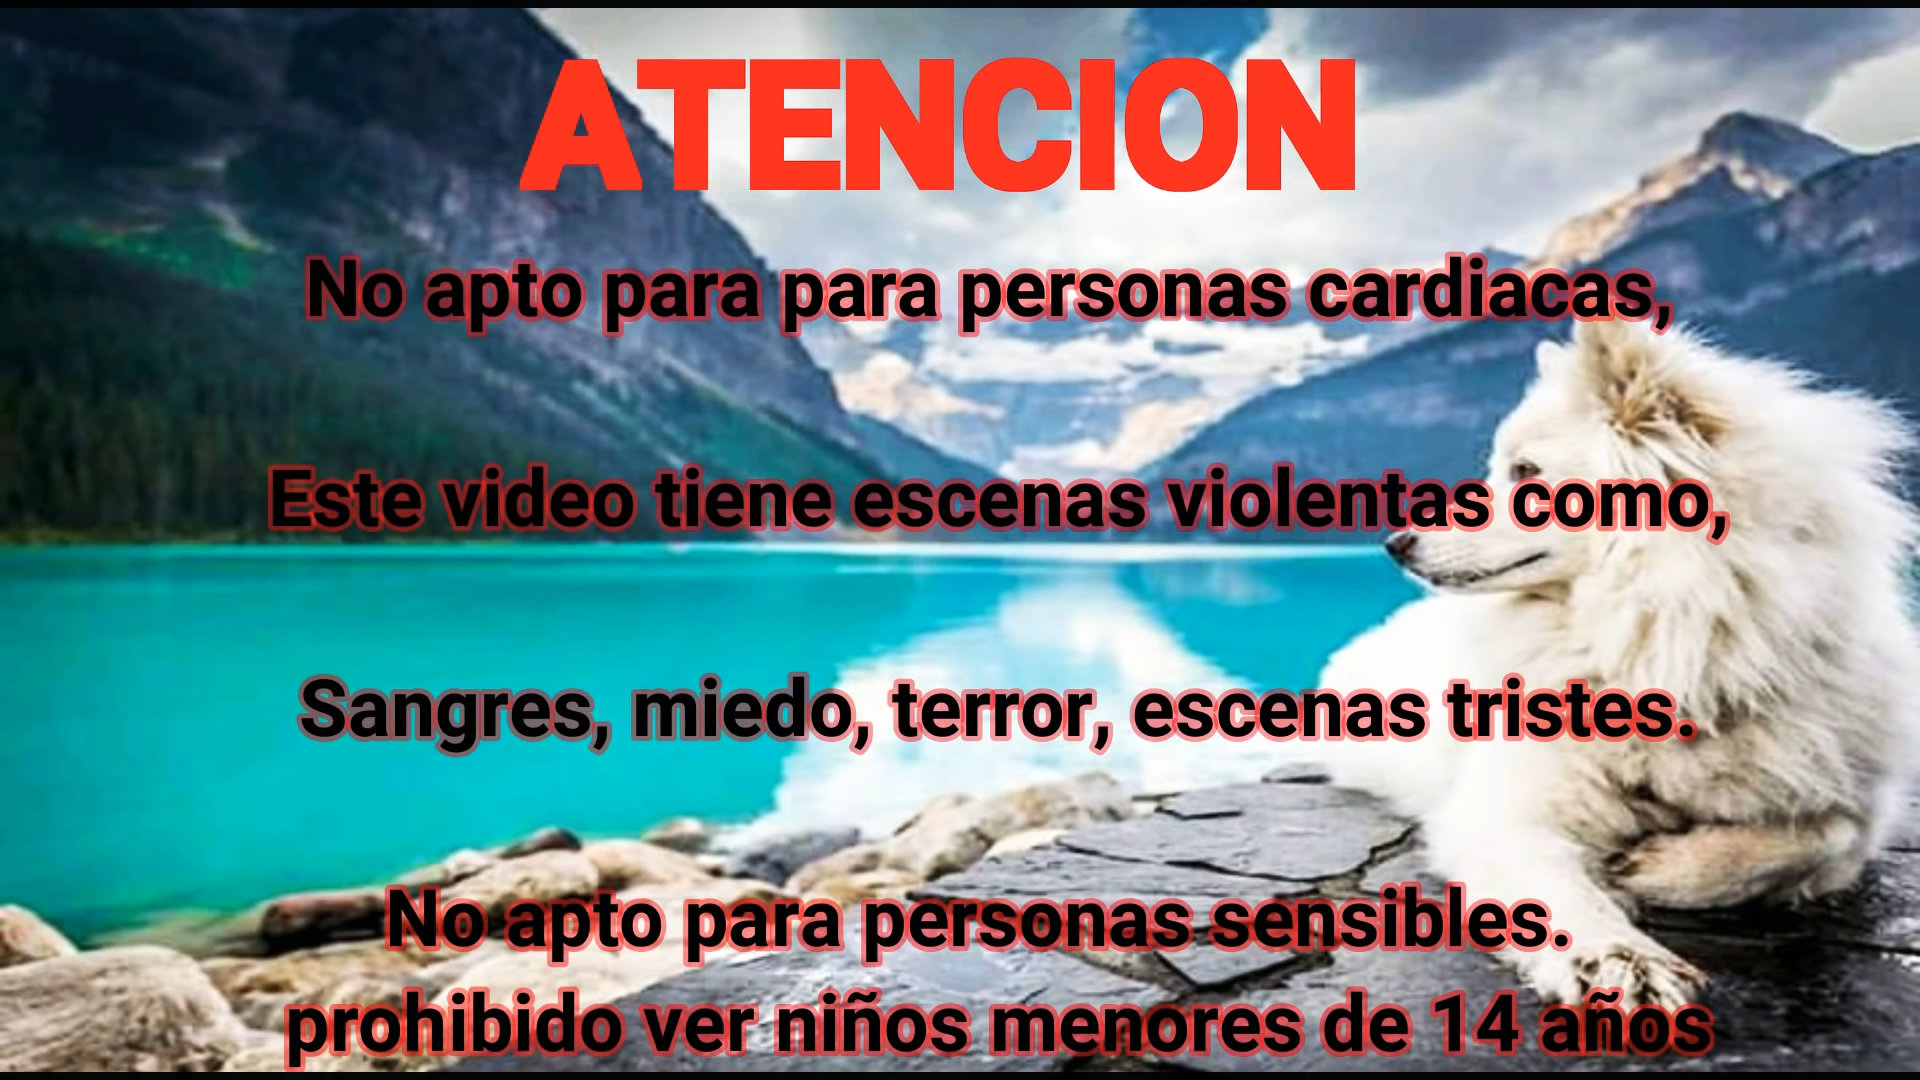 ATENCION
No apto para para personas cardiacas,
Este video tiene escenas violentas como,
Sangres, miedo, terror, escenas tristes.
No apto para personas sensibles.
prohibido ver niños menores de 14 años